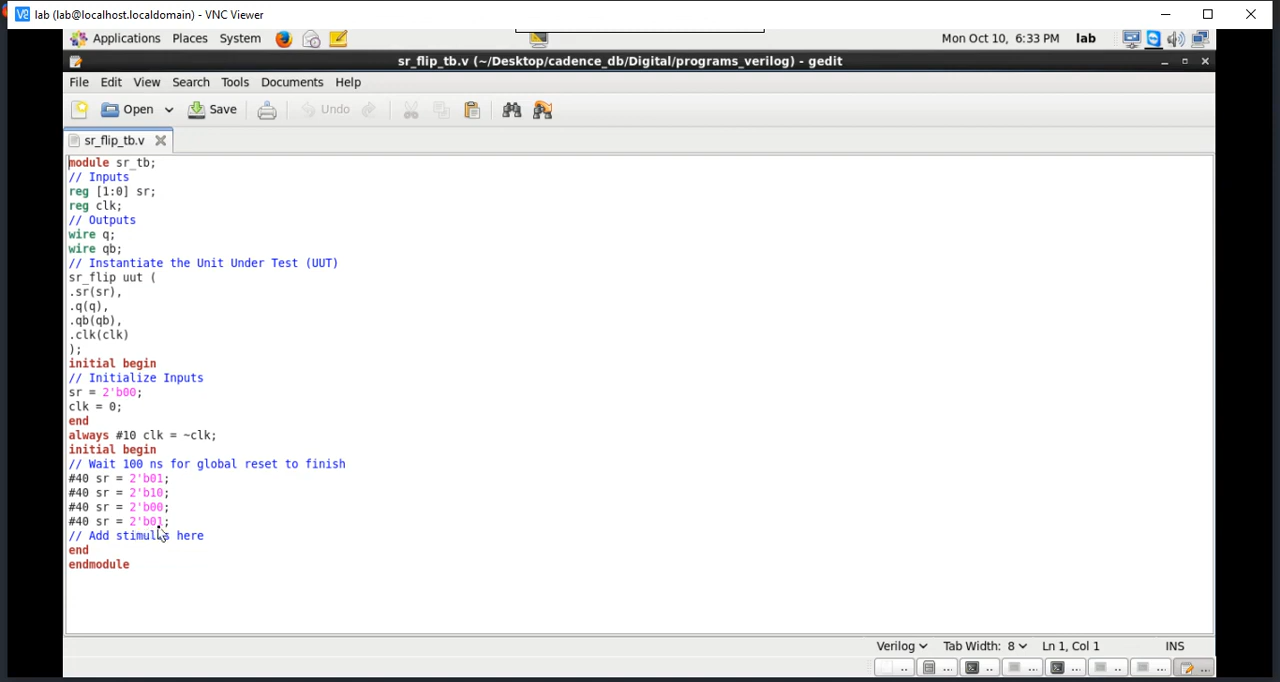 lab (lab@localhost.localdomain) - VNC Viewer
Applications Places System Mon Oct 10, 6:33 PM lab
sr_flip_tb.v (~/Desktop/cadence_db/Digital/programs_verilog) - gedit
File Edit View Search Tools Documents Help
Open Save Undo
sr_flip_tb.v
module sr_tb;
// Inputs
reg [1:0] sr;
reg clk;
// Outputs
wire q;
wire qb;
// Instantiate the Unit Under Test (UUT)
sr_flip uut (
.sr(sr),
.q(q),
.qb(qb),
.clk(clk)
);
initial begin
// Initialize Inputs
sr = 2'b00;
clk = 0;
end
always #10 clk = ~clk;
initial begin
// Wait 100 ns for global reset to finish
#40 sr = 2'b01;
#40 sr = 2'b10;
#40 sr = 2'b00;
#40 sr = 2'b01;
// Add stimulus here
end
endmodule
Verilog Tab Width: 8 Ln 1, Col 1 INS